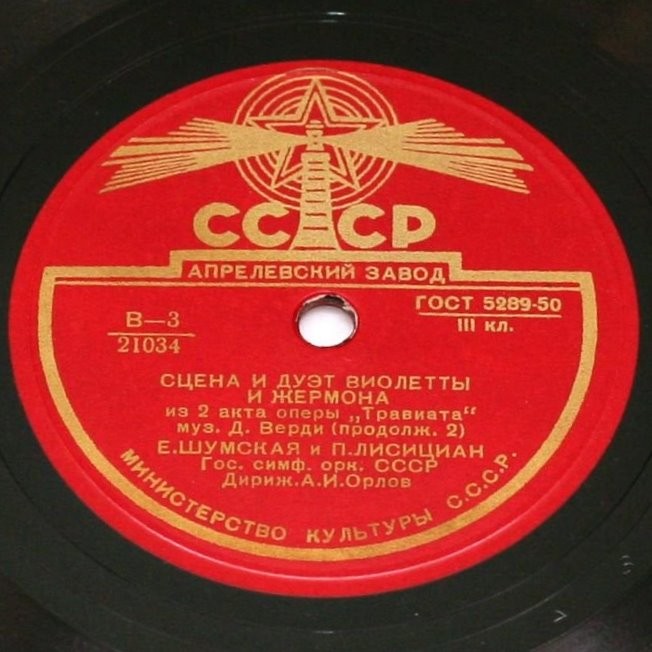 СССР
АПРЕЛЕВСКИЙ ЗАВОД
В—3
21034
ГОСТ 5289-50
III кл.
СЦЕНА И ДУЭТ ВИОЛЕТТЫ
И ЖЕРМОНА
из 2 акта оперы „Травиата“
муз. Д. Верди (продолж. 2)
Е.ШУМСКАЯ и П.ЛИСИЦИАН
Гос. симф. орк. СССР
Дириж.А.И.Орлов
МИНИСТЕРСТВО КУЛЬТУРЫ С.С.С.Р.